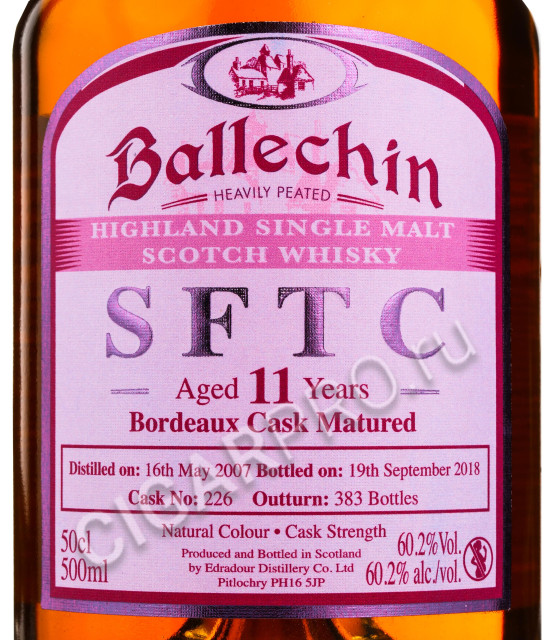 Ballechin
HEAVILY PEATED
HIGHLAND SINGLE MALT
SCOTCH WHISKY
SFTC
Aged 11 Years
Bordeaux Cask Matured
Distilled on: 16th May 2007 Bottled on: 19th September 2018
Cask No: 226 Outturn: 383 Bottles
Natural Colour • Cask Strength
50cl
500ml
Produced and Bottled in Scotland
by Edradour Distillery Co. Ltd
Pitlochry PH16 5JP
60.2%Vol.
60.2% alc./vol.
CIGARPRO.ru